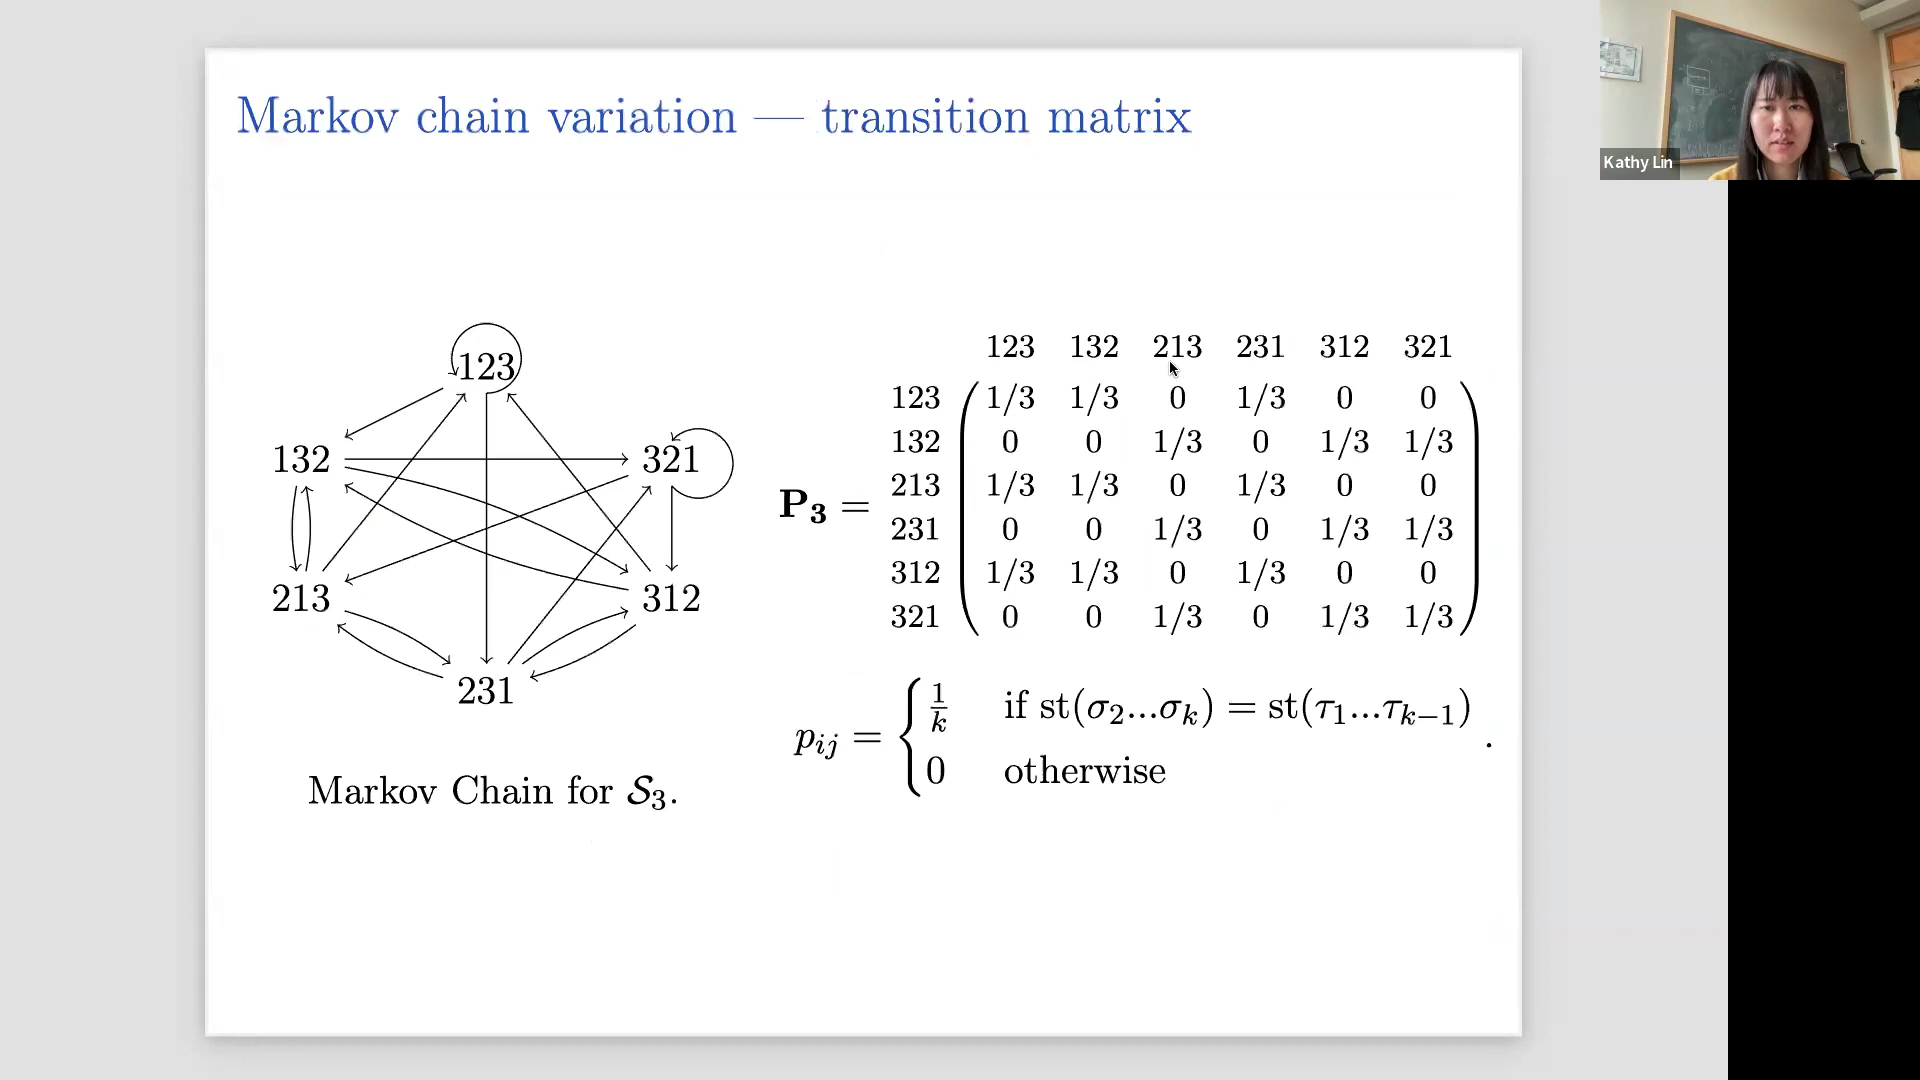 Markov chain variation — transition matrix
Kathy Lin
123
132
321
213
312
231
Markov Chain for 𝒮₃.
123 132 213 231 312 321
P₃ =
123 1/3 1/3 0 1/3 0 0
132 0 0 1/3 0 1/3 1/3
213 1/3 1/3 0 1/3 0 0
231 0 0 1/3 0 1/3 1/3
312 1/3 1/3 0 1/3 0 0
321 0 0 1/3 0 1/3 1/3
pᵢⱼ = { 1/k if st(σ₂...σₖ) = st(τ₁...τₖ₋₁)
0 otherwise .